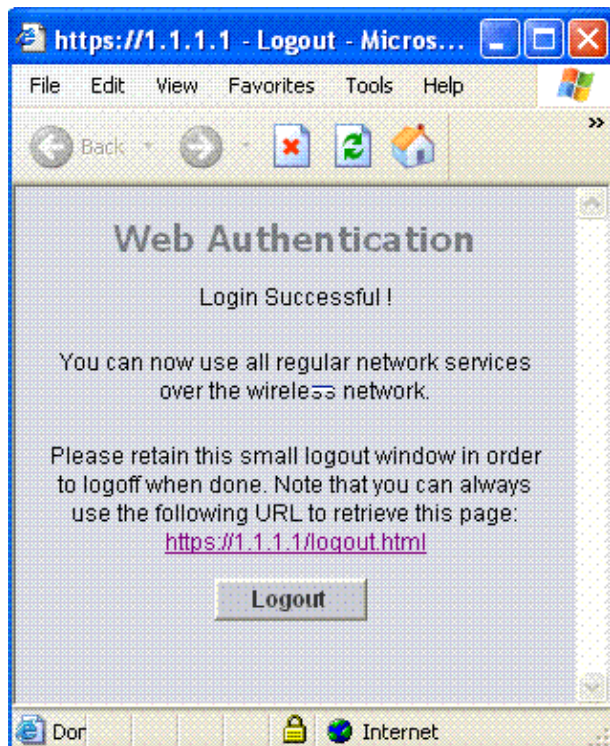 https://1.1.1.1 - Logout - Micros...
File Edit View Favorites Tools Help
Back
»
Web Authentication
Login Successful !
You can now use all regular network services
over the wireless network.
Please retain this small logout window in order
to logoff when done. Note that you can always
use the following URL to retrieve this page:
https://1.1.1.1/logout.html
Logout
Dor Internet